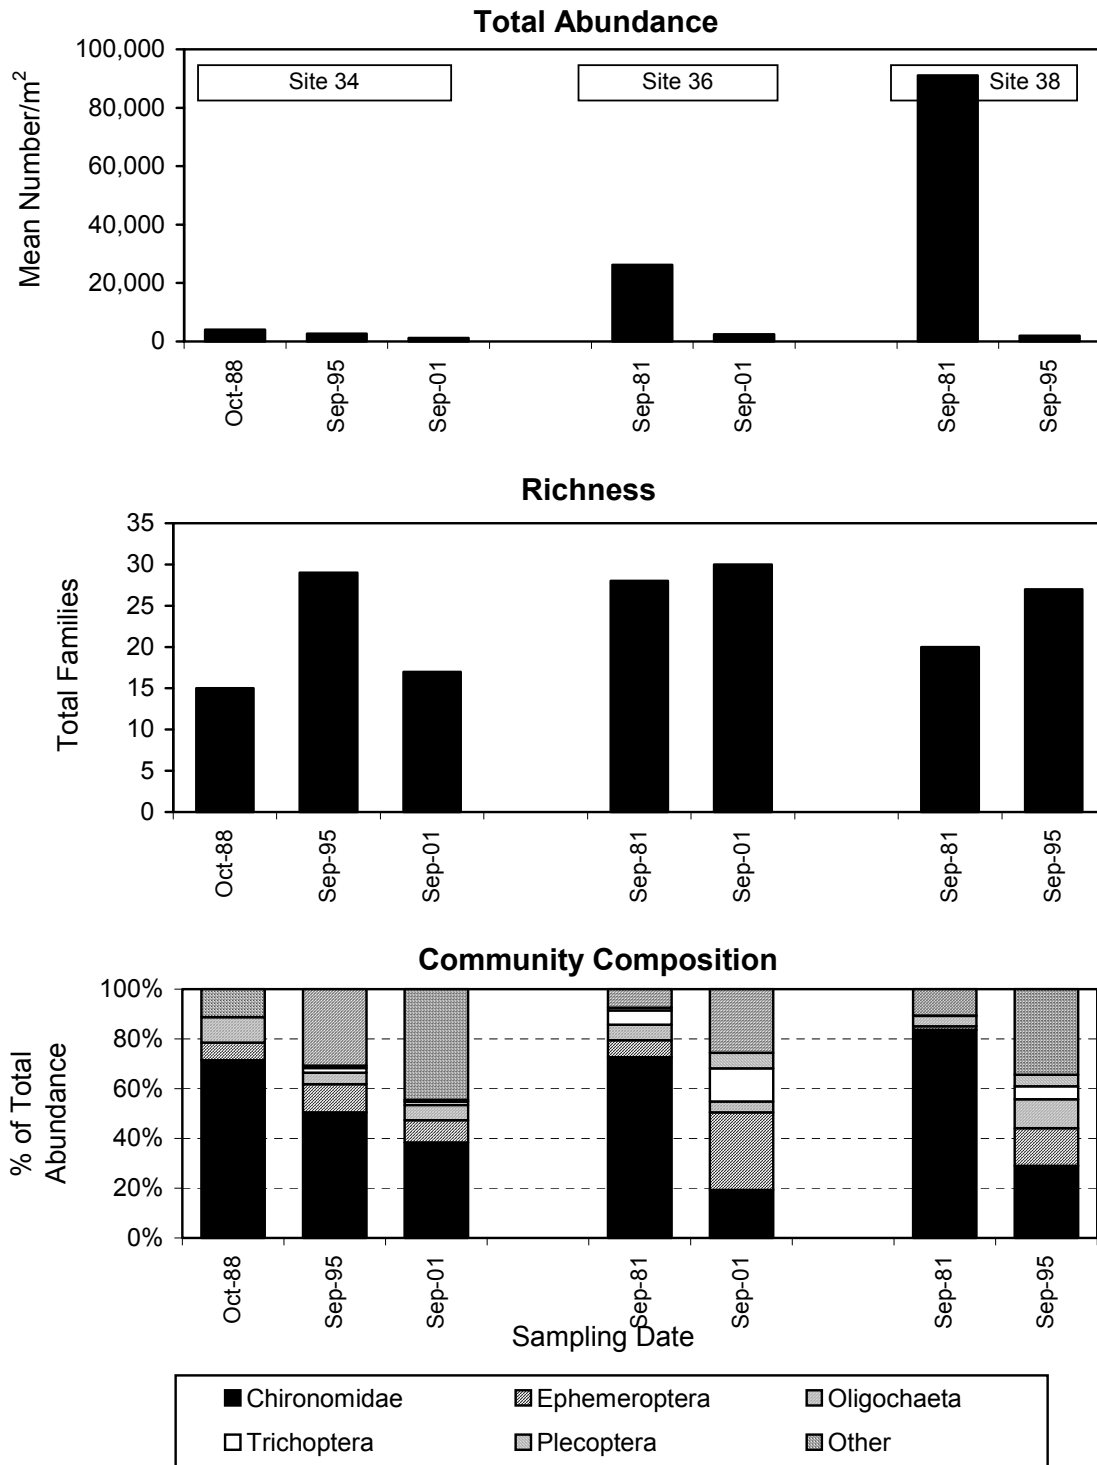 Total Abundance
Mean Number/m²
100,000
80,000
60,000
40,000
20,000
0
Site 34
Site 36
Site 38
Oct-88
Sep-95
Sep-01
Sep-81
Sep-01
Sep-81
Sep-95
Richness
Total Families
35
30
25
20
15
10
5
0
Oct-88
Sep-95
Sep-01
Sep-81
Sep-01
Sep-81
Sep-95
Community Composition
% of Total
Abundance
100%
80%
60%
40%
20%
0%
Oct-88
Sep-95
Sep-01
Sep-81
Sep-01
Sep-81
Sep-95
Sampling Date
Chironomidae
Ephemeroptera
Oligochaeta
Trichoptera
Plecoptera
Other